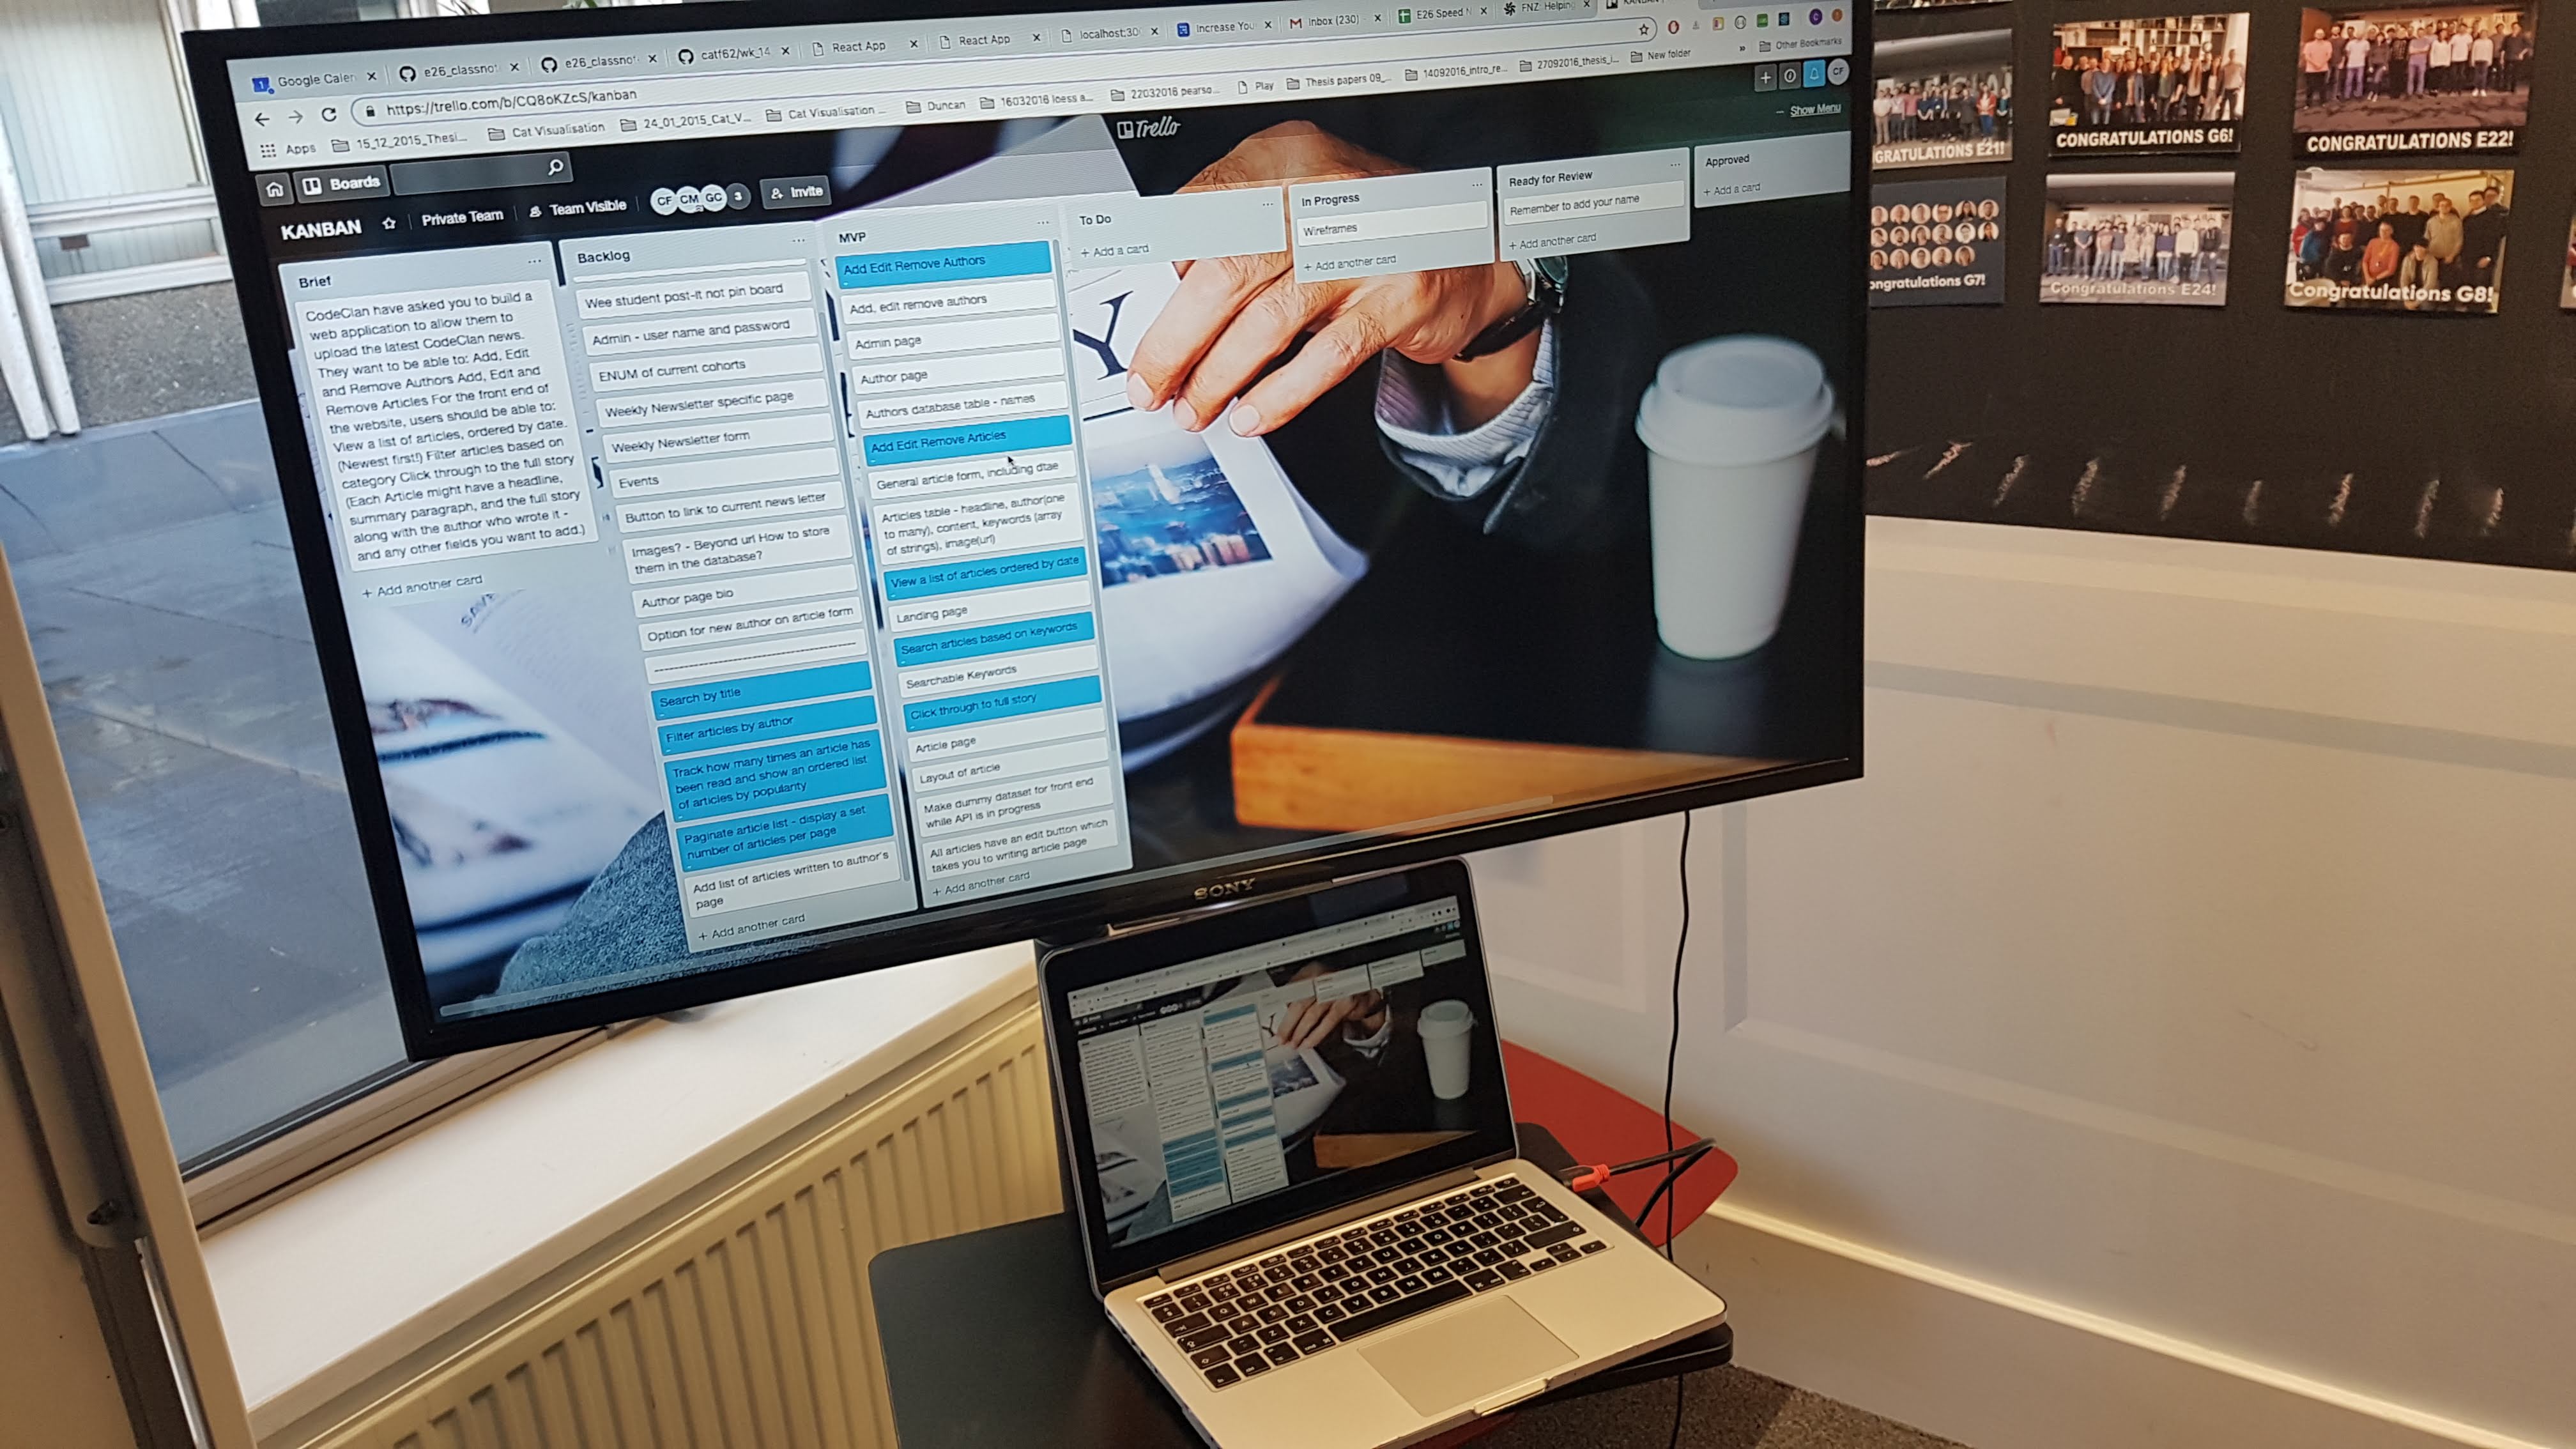 Google Calen
e26_classno
e26_classno
catf62/wk_14
React App
React App
localhost:30
Increase You
Inbox (230)
E26 Speed N
FNZ: Helping
https://trello.com/b/CQ8oKZcS/kanban
Apps
15_12_2015_Thesi...
Cat Visualisation
24_01_2015_Cat_V...
Cat Visualisation ...
Duncan
16032016 loess a...
22032016 pearso...
Play
Thesis papers 09_...
14092016_intro_re...
27092016_thesis_i...
New folder
» Other Bookmarks
Boards
Trello
+
CF
... Show Menu
KANBAN
Private Team
Team Visible
CF CM GC 3
Invite
Brief
CodeClan have asked you to build a
web application to allow them to
upload the latest CodeClan news.
They want to be able to: Add, Edit
and Remove Authors Add, Edit and
Remove Articles For the front end of
the website, users should be able to:
View a list of articles, ordered by date.
(Newest first!) Filter articles based on
category Click through to the full story
(Each Article might have a headline,
summary paragraph, and the full story
along with the author who wrote it -
and any other fields you want to add.)
+ Add another card
Backlog
Wee student post-it not pin board
Admin - user name and password
ENUM of current cohorts
Weekly Newsletter specific page
Weekly Newsletter form
Events
Button to link to current news letter
Images? - Beyond url How to store
them in the database?
Author page bio
Option for new author on article form
----------------------------------------
Search by title
Filter articles by author
Track how many times an article has
been read and show an ordered list
of articles by popularity
Paginate article list - display a set
number of articles per page
Add list of articles written to author's
page
+ Add another card
MVP
Add Edit Remove Authors
Add, edit remove authors
Admin page
Author page
Authors database table - names
Add Edit Remove Articles
General article form, including dtae
Articles table - headline, author(one
to many), content, keywords (array
of strings), image(url)
View a list of articles ordered by date
Landing page
Search articles based on keywords
Searchable Keywords
Click through to full story
Article page
Layout of article
Make dummy dataset for front end
while API is in progress
All articles have an edit button which
takes you to writing article page
+ Add another card
To Do
+ Add a card
In Progress
Wireframes
+ Add another card
Ready for Review
Remember to add your name
+ Add another card
Approved
+ Add a card
Y
SONY
GRATULATIONS E21!
CONGRATULATIONS G6!
CONGRATULATIONS E22!
ongratulations G7!
Congratulations E24!
Congratulations G8!